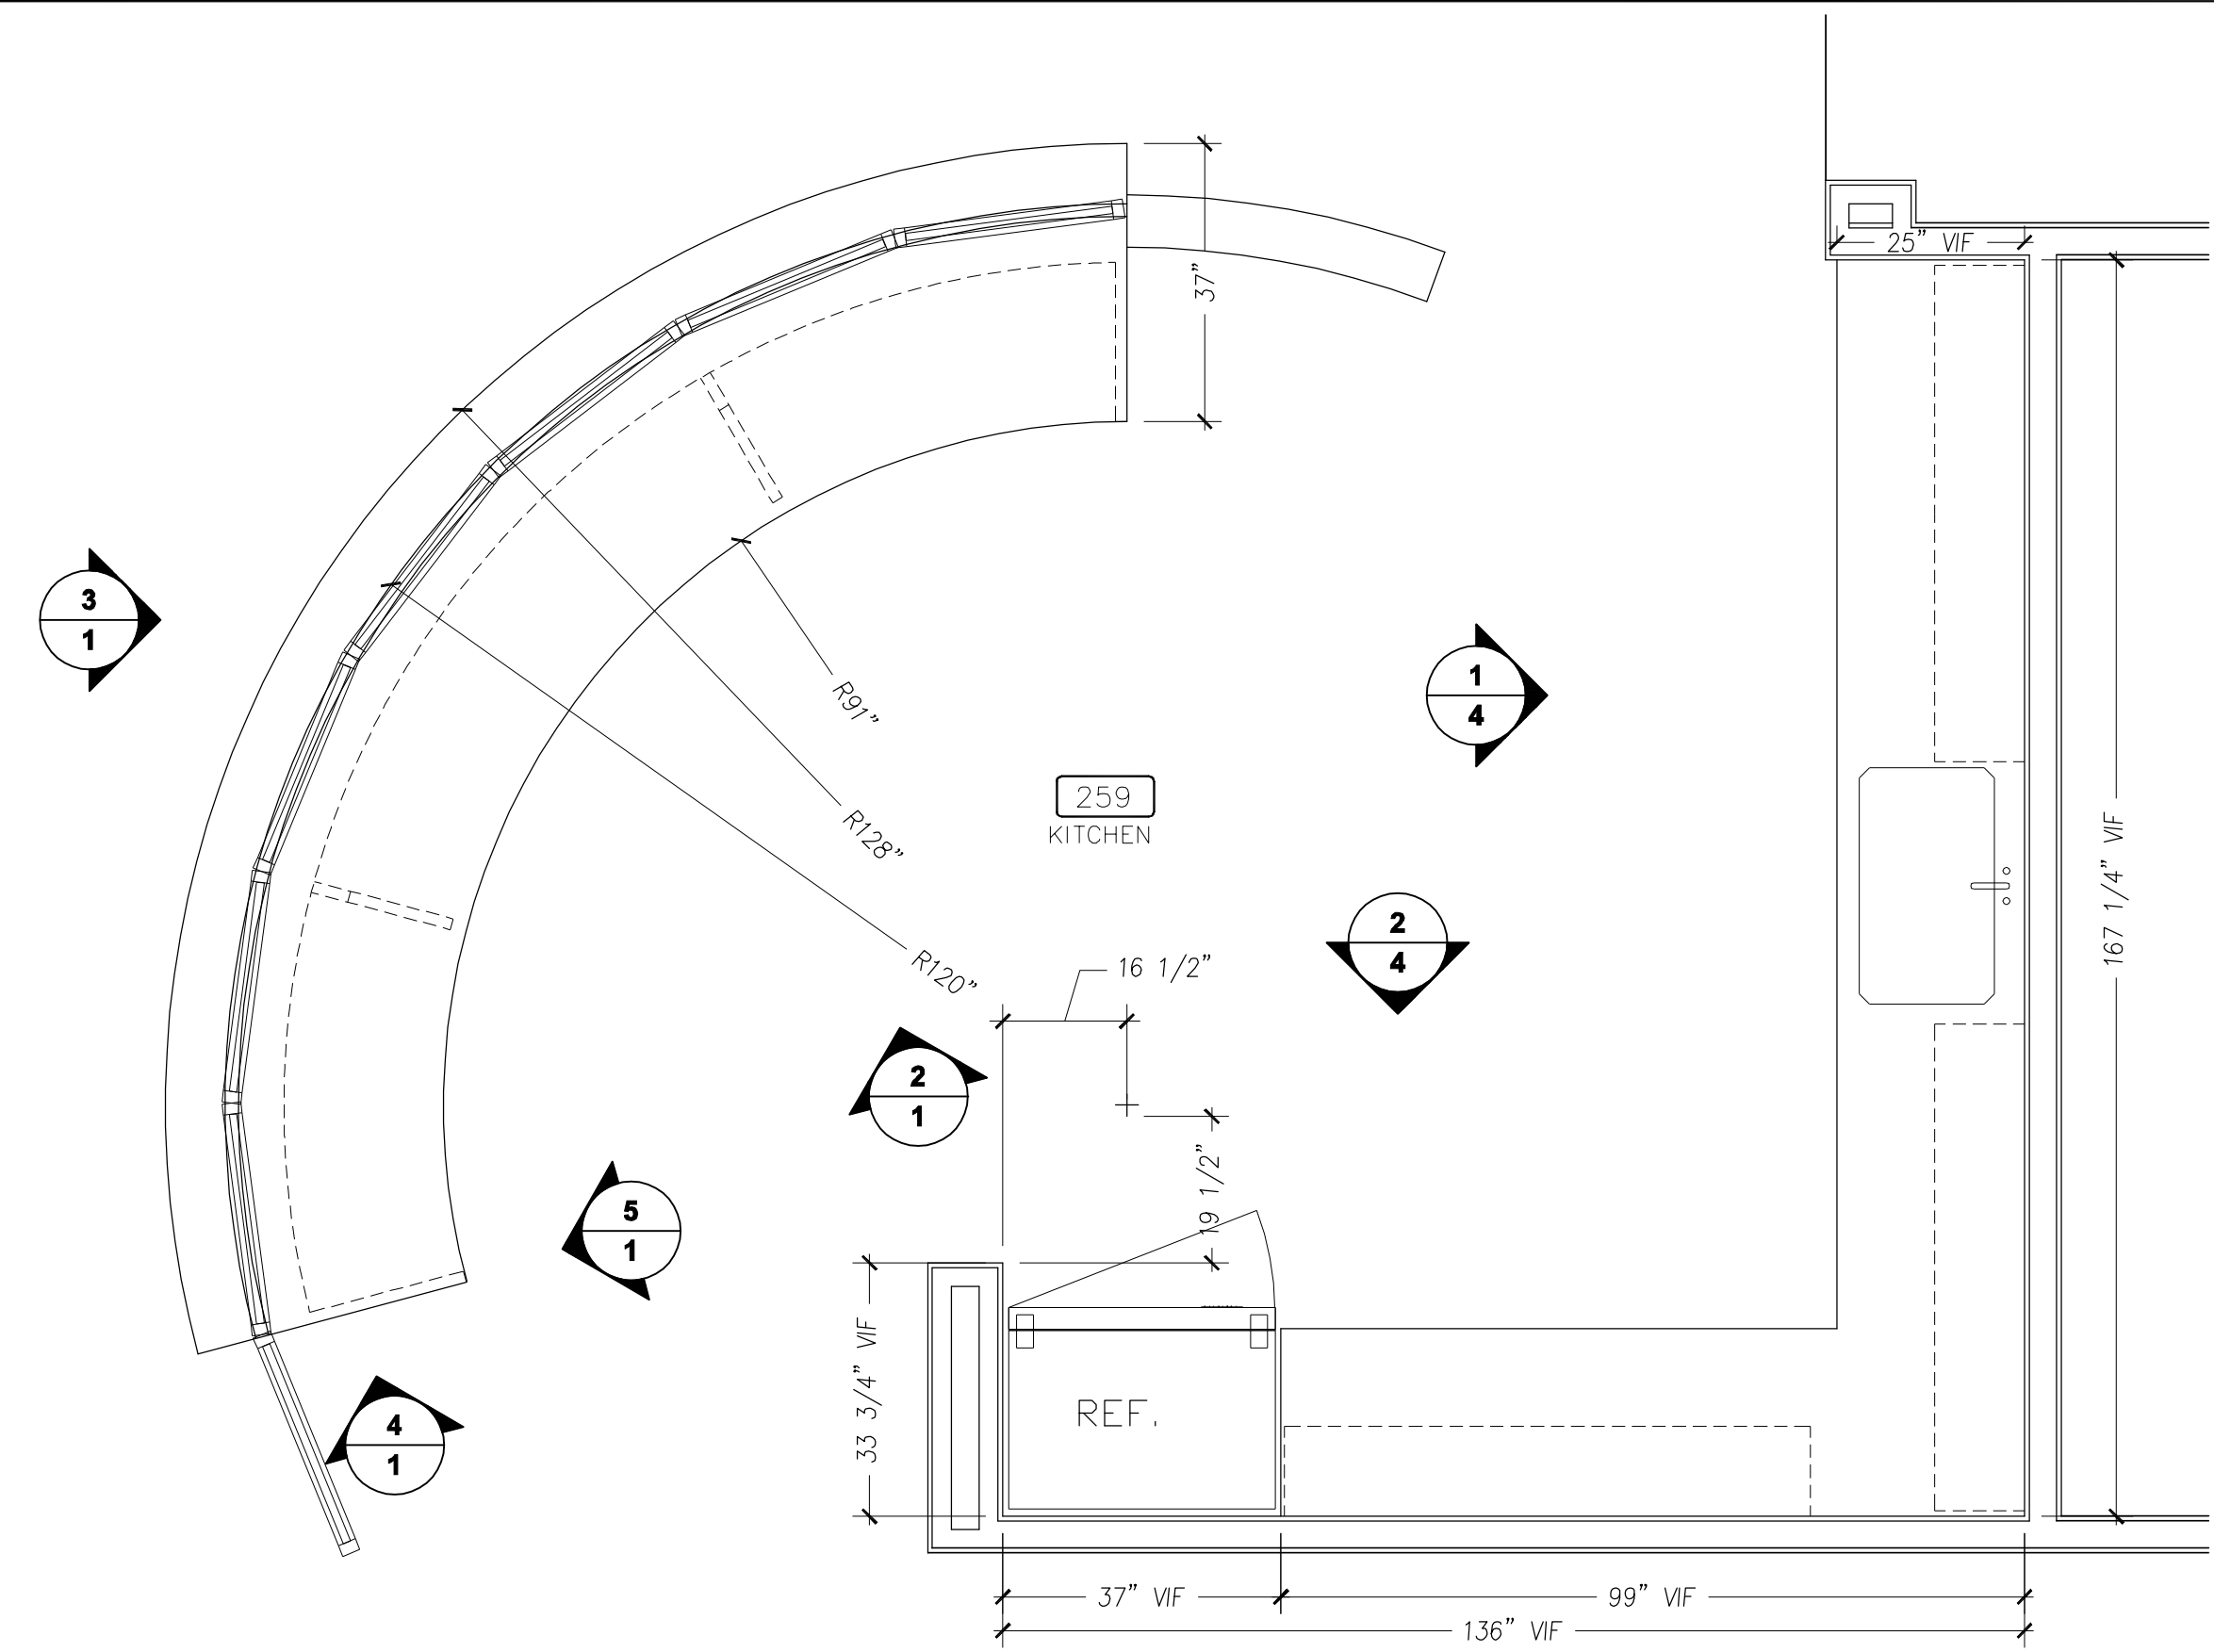 25” VIF
37”
3
1
R91”
1
4
259
KITCHEN
R128”
167 1/4” VIF
2
4
R120”
16 1/2”
2
1
19 1/2”
5
1
33 3/4” VIF
REF.
4
1
37” VIF
99” VIF
136” VIF